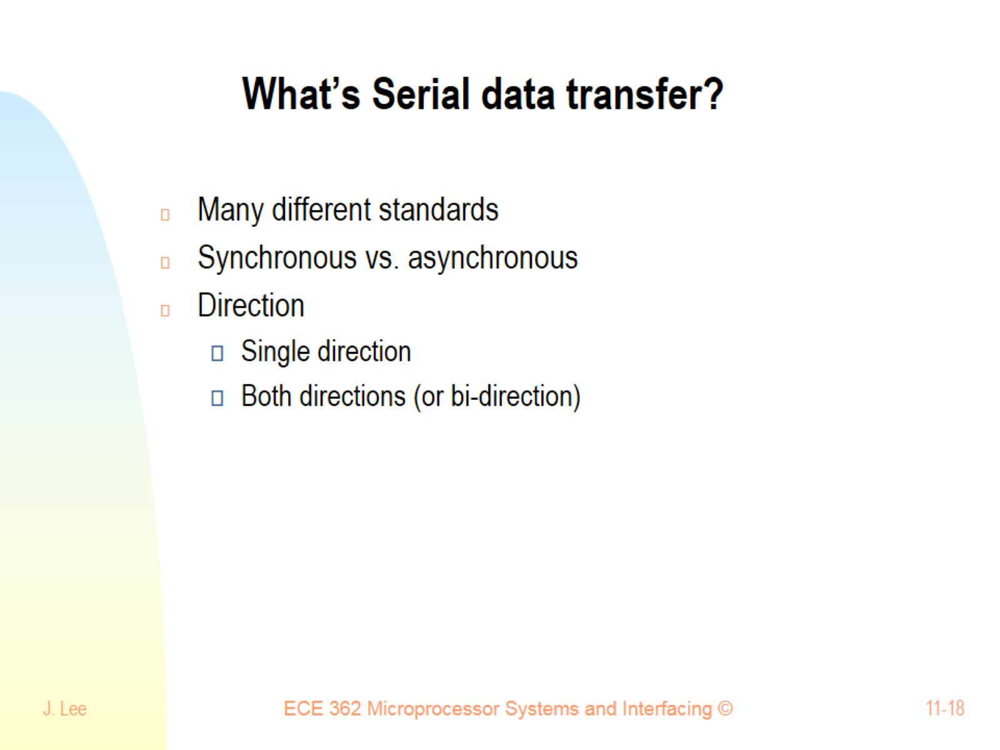 What’s Serial data transfer?
Many different standards
Synchronous vs. asynchronous
Direction
Single direction
Both directions (or bi-direction)
J. Lee
ECE 362 Microprocessor Systems and Interfacing ©
11-18